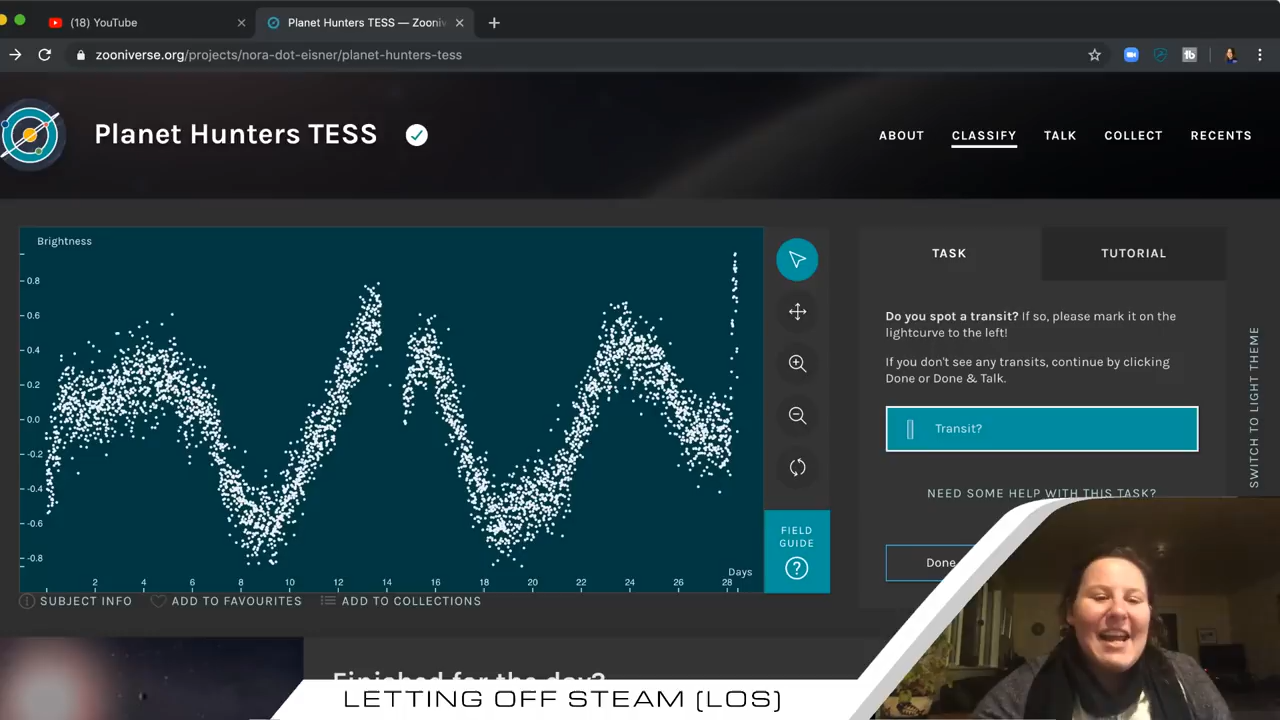 (18) YouTube
Planet Hunters TESS — Zooniv
zooniverse.org/projects/nora-dot-eisner/planet-hunters-tess
Planet Hunters TESS
ABOUT
CLASSIFY
TALK
COLLECT
RECENTS
Brightness
0.8
0.6
0.4
0.2
0.0
-0.2
-0.4
-0.6
-0.8
2 4 6 8 10 12 14 16 18 20 22 24 26 28
Days
FIELD
GUIDE
?
TASK
TUTORIAL
Do you spot a transit? If so, please mark it on the
lightcurve to the left!
If you don't see any transits, continue by clicking
Done or Done & Talk.
Transit?
NEED SOME HELP WITH THIS TASK?
Done
SWITCH TO LIGHT THEME
SUBJECT INFO
ADD TO FAVOURITES
ADD TO COLLECTIONS
Finished for the day?
LETTING OFF STEAM (LOS)